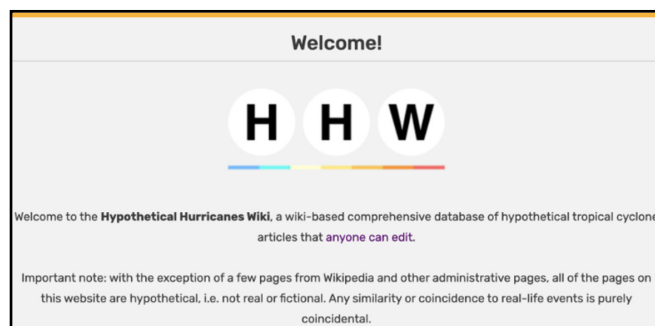 Welcome!
H H W
Welcome to the Hypothetical Hurricanes Wiki, a wiki-based comprehensive database of hypothetical tropical cyclone
articles that anyone can edit.
Important note: with the exception of a few pages from Wikipedia and other administrative pages, all of the pages on
this website are hypothetical, i.e. not real or fictional. Any similarity or coincidence to real-life events is purely
coincidental.